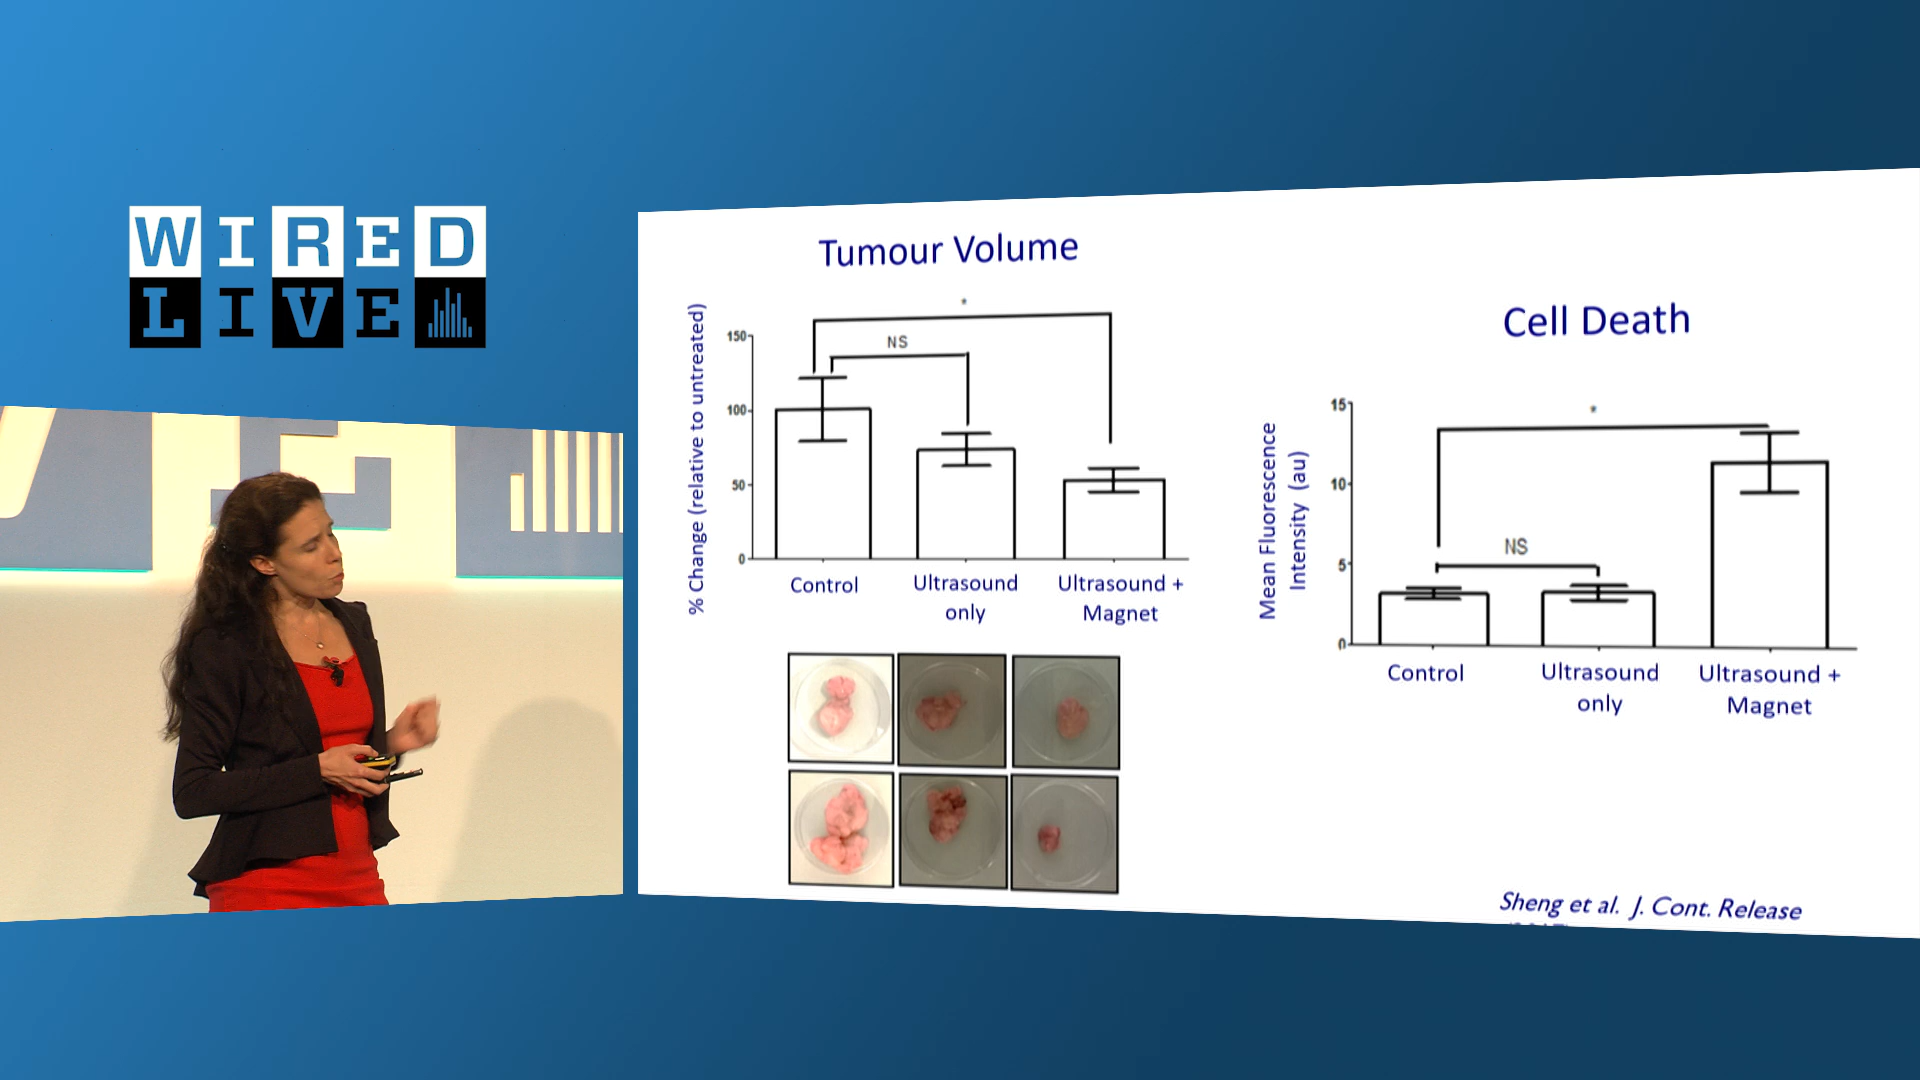 WIRED
LIVE
Tumour Volume
% Change (relative to untreated)
*
NS
150
100
50
0
Control
Ultrasound
only
Ultrasound +
Magnet
Cell Death
Mean Fluorescence
Intensity (au)
*
NS
15
10
5
0
Control
Ultrasound
only
Ultrasound +
Magnet
Sheng et al. J. Cont. Release